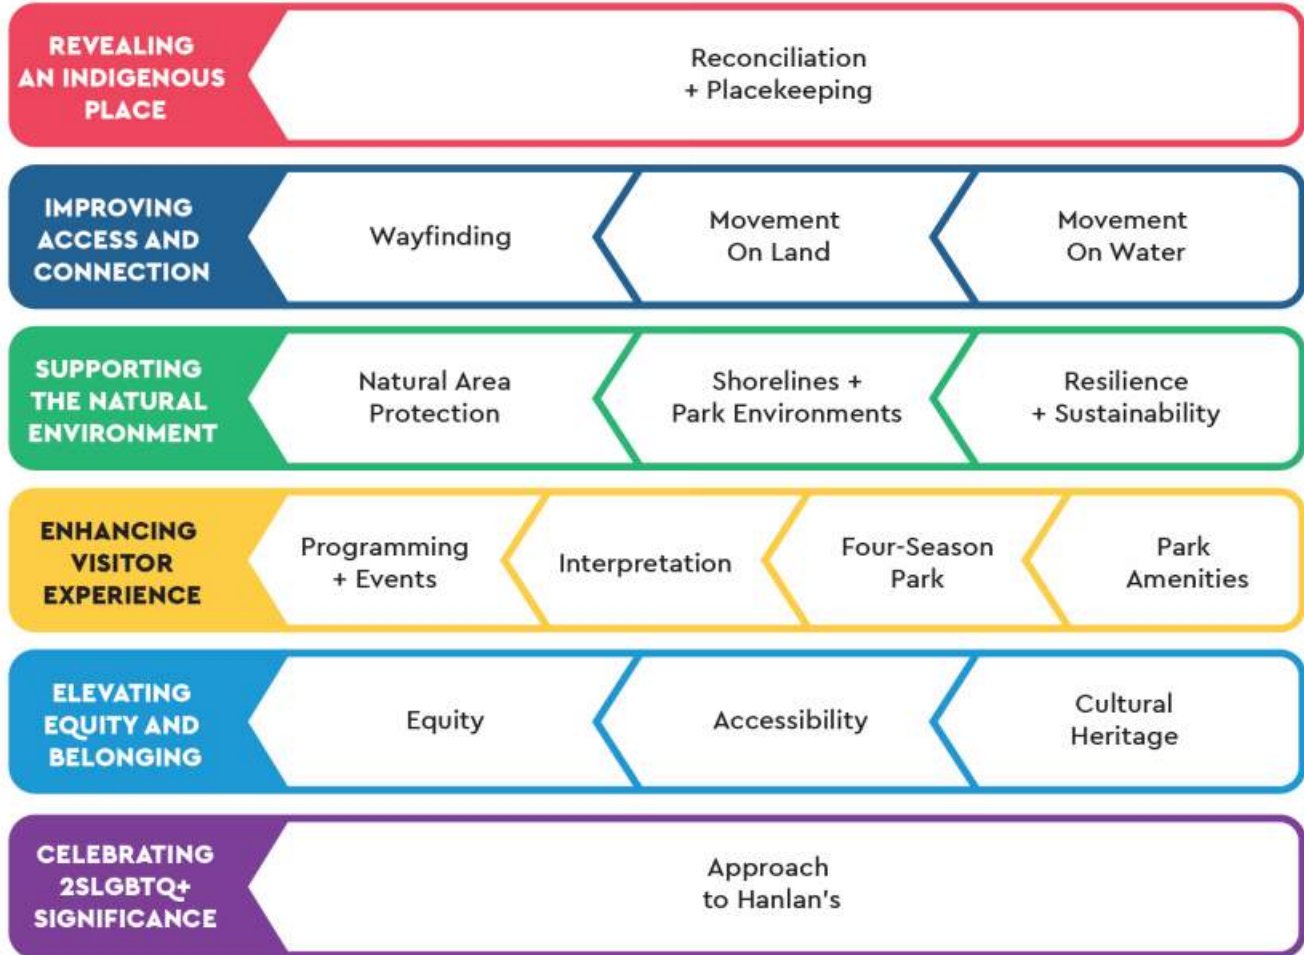 REVEALING
AN INDIGENOUS
PLACE
Reconciliation
+ Placekeeping
IMPROVING
ACCESS AND
CONNECTION
Wayfinding
Movement
On Land
Movement
On Water
SUPPORTING
THE NATURAL
ENVIRONMENT
Natural Area
Protection
Shorelines +
Park Environments
Resilience
+ Sustainability
ENHANCING
VISITOR
EXPERIENCE
Programming
+ Events
Interpretation
Four-Season
Park
Park
Amenities
ELEVATING
EQUITY AND
BELONGING
Equity
Accessibility
Cultural
Heritage
CELEBRATING
2SLGBTQ+
SIGNIFICANCE
Approach
to Hanlan's